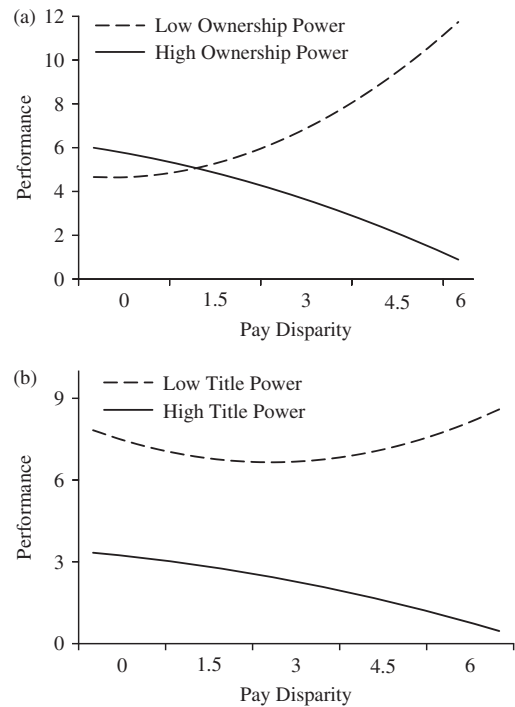 (a)
Low Ownership Power
High Ownership Power
12
10
8
6
4
2
0
Performance
0 1.5 3 4.5 6
Pay Disparity
(b)
Low Title Power
High Title Power
9
6
3
0
Performance
0 1.5 3 4.5 6
Pay Disparity